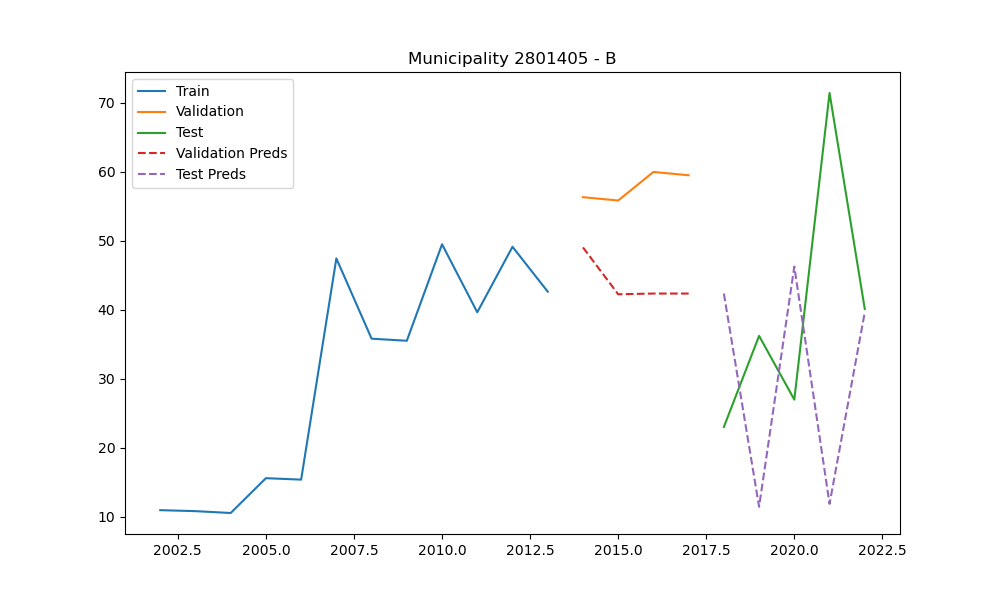 Municipality 2801405 - B
Train
Validation
Test
Validation Preds
Test Preds
70
60
50
40
30
20
10
2002.5 2005.0 2007.5 2010.0 2012.5 2015.0 2017.5 2020.0 2022.5